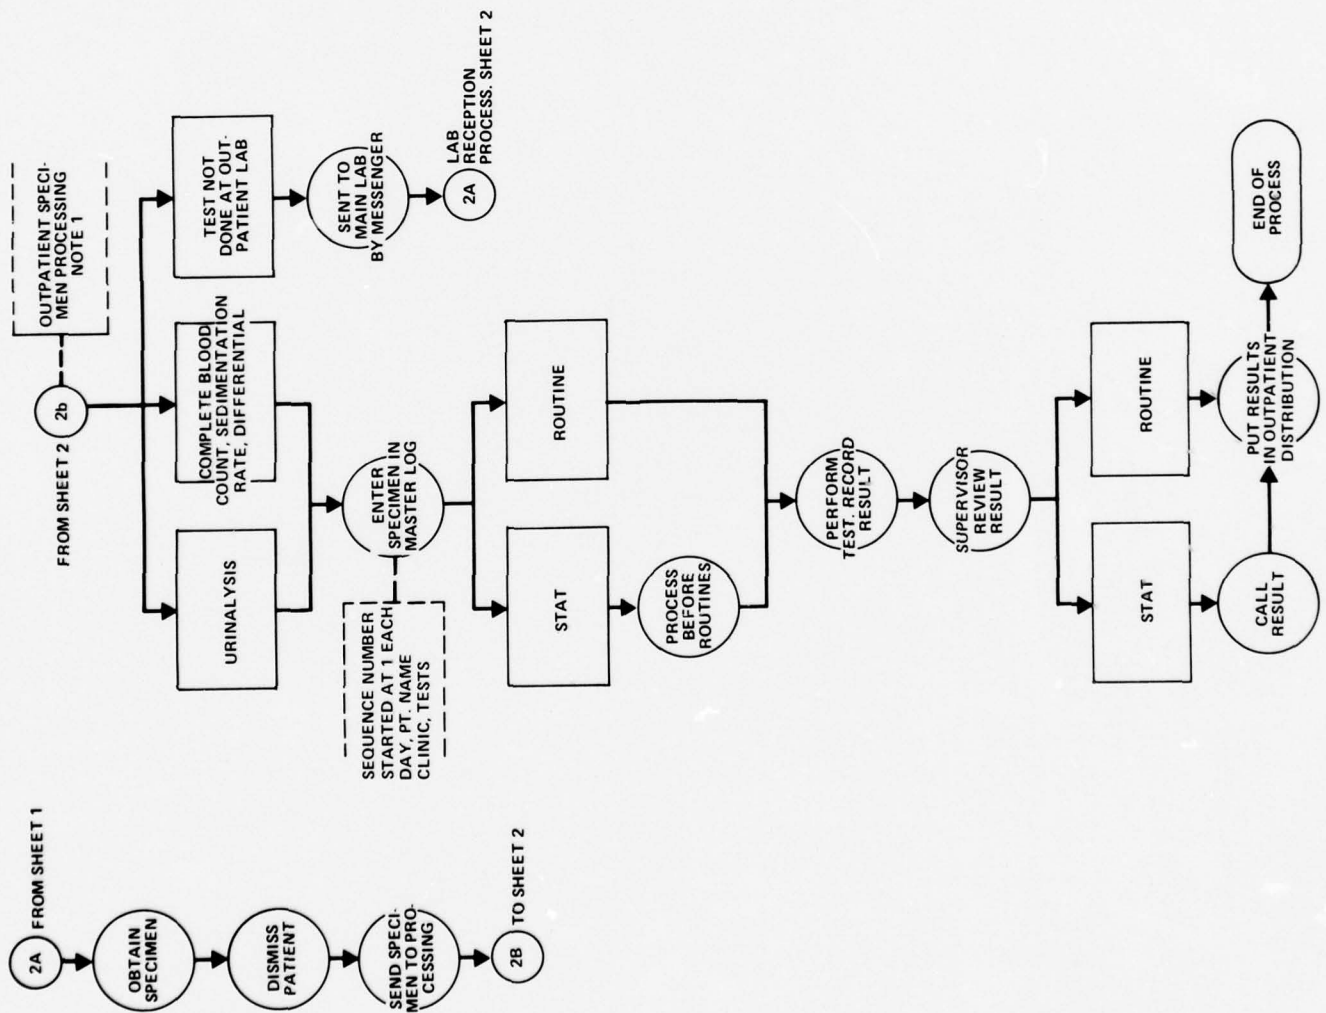 2A
FROM SHEET 1
OBTAIN
SPECIMEN
DISMISS
PATIENT
SEND SPECI-
MEN TO PRO-
CESSING
2B
TO SHEET 2
FROM SHEET 2
2b
OUTPATIENT SPECI-
MEN PROCESSING
NOTE 1
URINALYSIS
COMPLETE BLOOD
COUNT, SEDIMENTATION
RATE, DIFFERENTIAL
TEST NOT
DONE AT OUT-
PATIENT LAB
SENT TO
MAIN LAB
BY MESSENGER
2A
LAB
RECEPTION
PROCESS. SHEET 2
SEQUENCE NUMBER
STARTED AT 1 EACH
DAY, PT. NAME
CLINIC, TESTS
ENTER
SPECIMEN IN
MASTER LOG
STAT
ROUTINE
PROCESS
BEFORE
ROUTINES
PERFORM
TEST. RECORD
RESULT
SUPERVISOR
REVIEW
RESULT
STAT
ROUTINE
CALL
RESULT
PUT RESULTS
IN OUTPATIENT
DISTRIBUTION
END OF
PROCESS